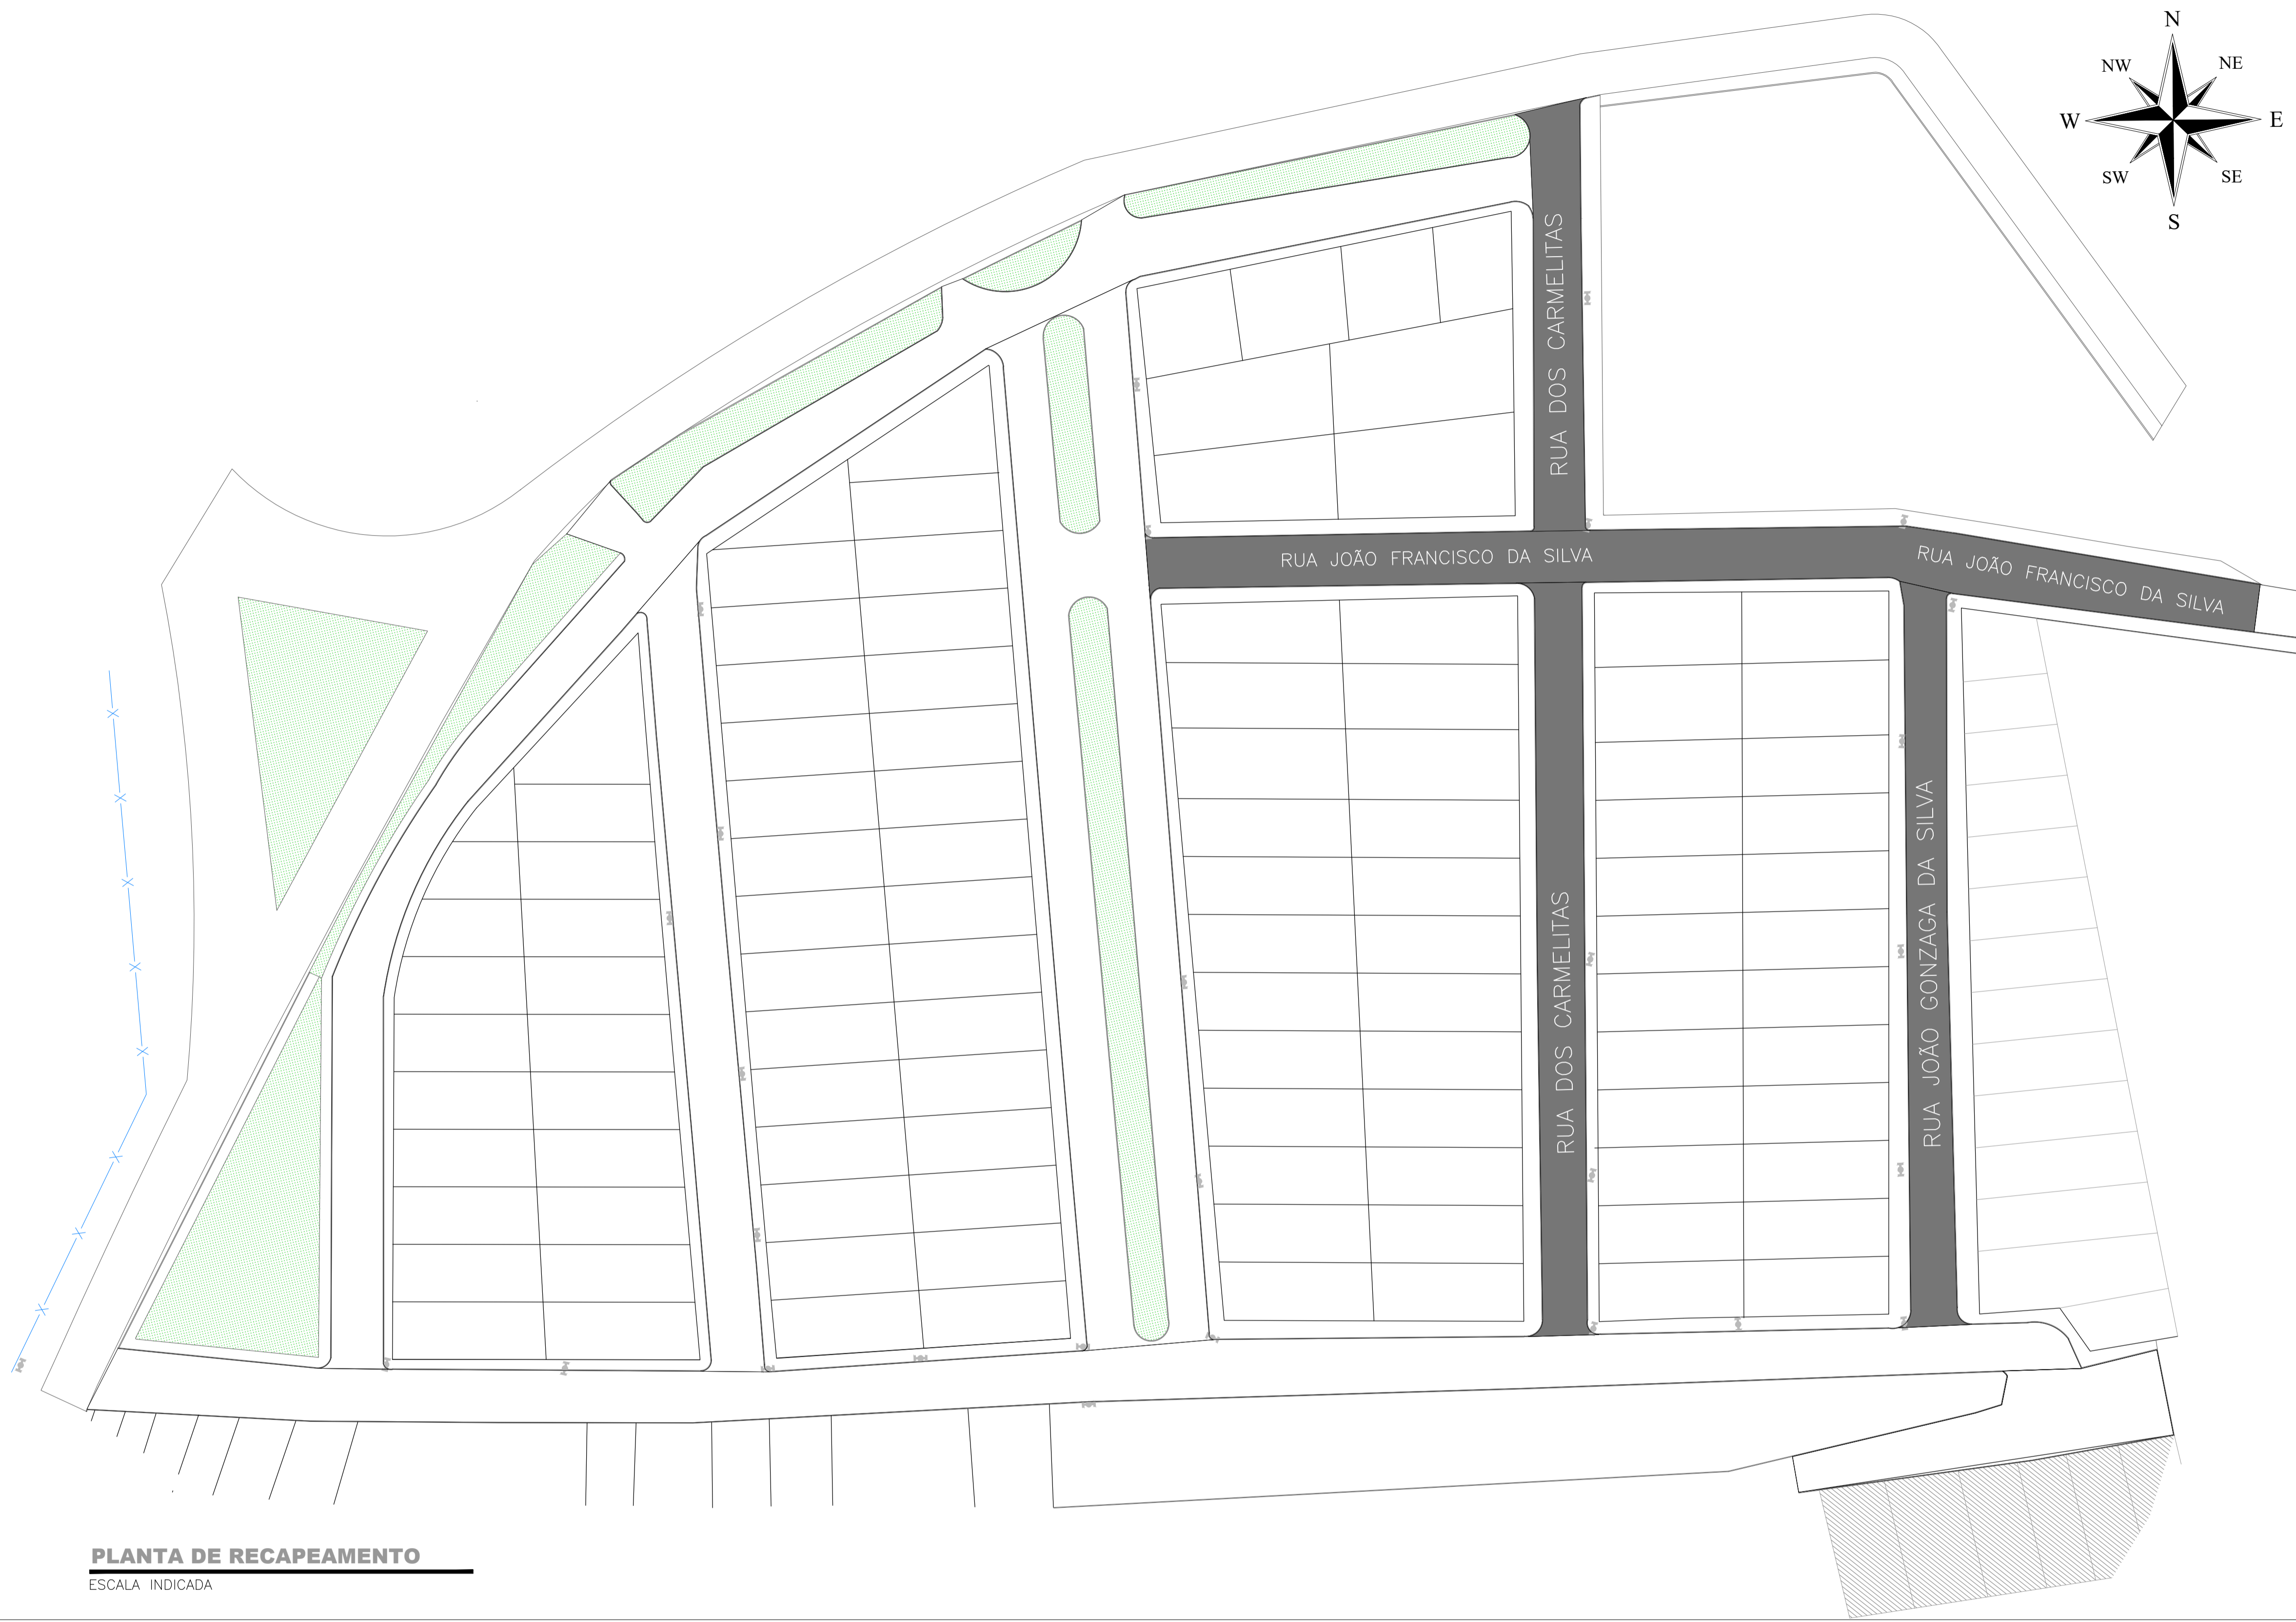 N
NW
NE
W
E
SW
SE
S
RUA DOS CARMELITAS
RUA JOÃO FRANCISCO DA SILVA
RUA JOÃO FRANCISCO DA SILVA
RUA DOS CARMELITAS
RUA JOÃO GONZAGA DA SILVA
PLANTA DE RECAPEAMENTO
ESCALA INDICADA